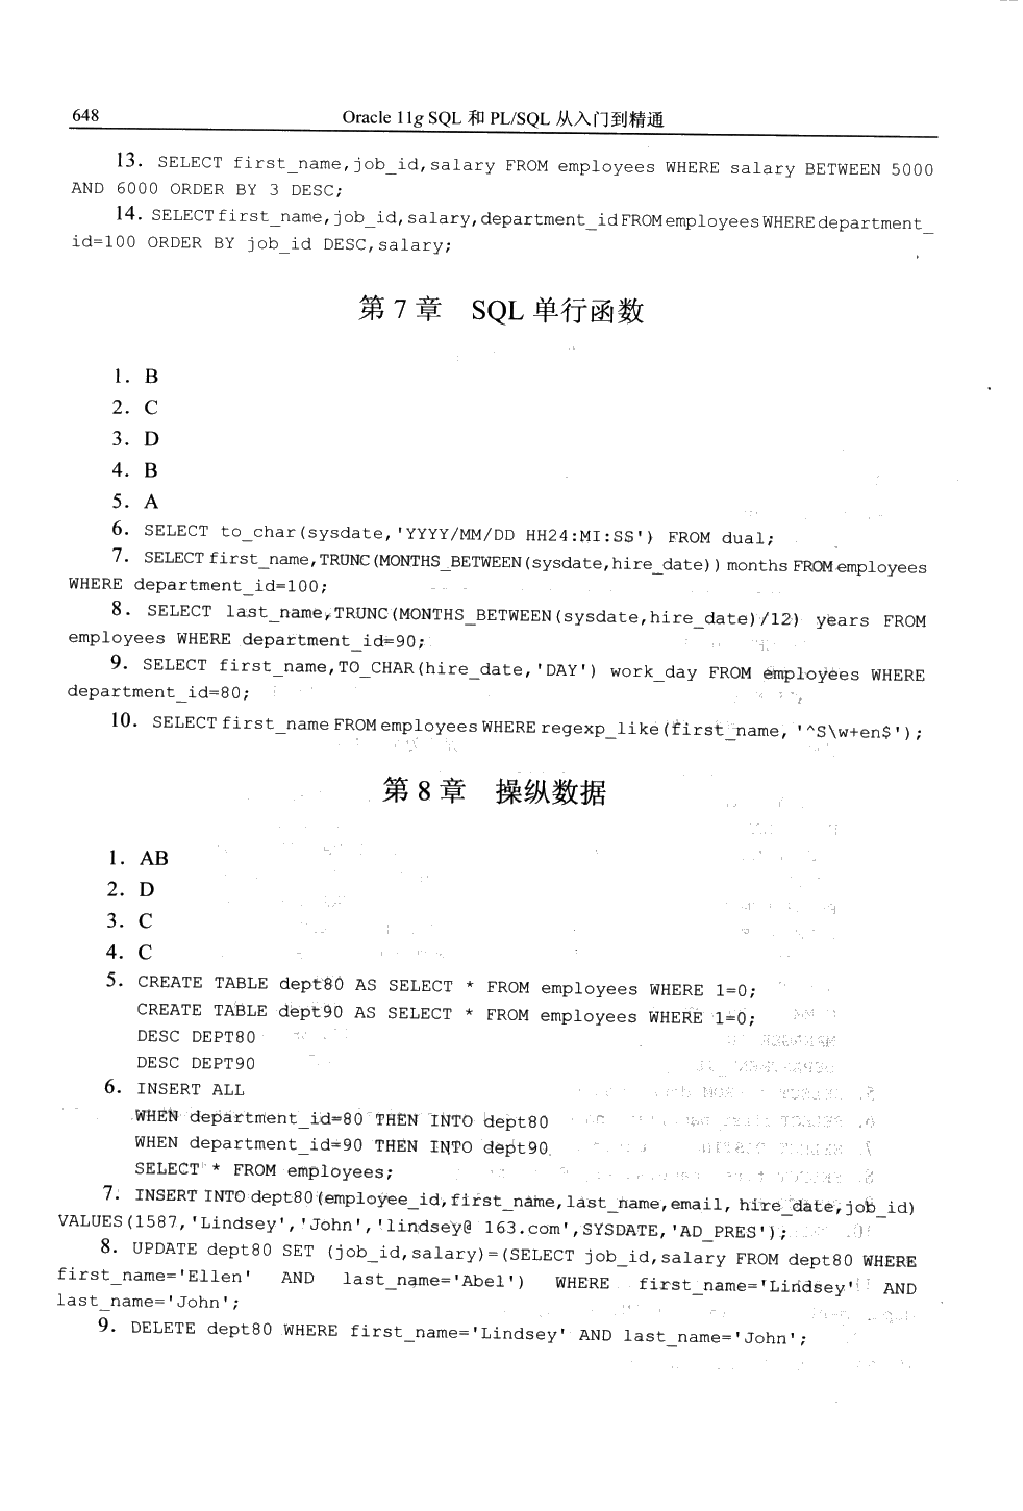 648
Oracle 11g SQL 和 PL/SQL 从入门到精通
13. SELECT first_name,job_id,salary FROM employees WHERE salary BETWEEN 5000
AND 6000 ORDER BY 3 DESC;
14. SELECT first_name,job_id,salary,department_id FROM employees WHERE department_
id=100 ORDER BY job_id DESC,salary;
第 7 章 SQL 单行函数
1. B
2. C
3. D
4. B
5. A
6. SELECT to_char(sysdate,'YYYY/MM/DD HH24:MI:SS') FROM dual;
7. SELECT first_name,TRUNC(MONTHS_BETWEEN(sysdate,hire_date)) months FROM employees
WHERE department_id=100;
8. SELECT last_name,TRUNC(MONTHS_BETWEEN(sysdate,hire_date)/12) years FROM
employees WHERE department_id=90;
9. SELECT first_name,TO_CHAR(hire_date,'DAY') work_day FROM employees WHERE
department_id=80;
10. SELECT first_name FROM employees WHERE regexp_like(first_name, '^S\w+en$');
第 8 章 操纵数据
1. AB
2. D
3. C
4. C
5. CREATE TABLE dept80 AS SELECT * FROM employees WHERE 1=0;
CREATE TABLE dept90 AS SELECT * FROM employees WHERE 1=0;
DESC DEPT80
DESC DEPT90
6. INSERT ALL
WHEN department_id=80 THEN INTO dept80
WHEN department_id=90 THEN INTO dept90
SELECT * FROM employees;
7. INSERT INTO dept80(employee_id,first_name,last_name,email, hire_date,job_id)
VALUES(1587,'Lindsey','John','lindsey@ 163.com',SYSDATE,'AD_PRES');
8. UPDATE dept80 SET (job_id,salary)=(SELECT job_id,salary FROM dept80 WHERE
first_name='Ellen' AND last_name='Abel') WHERE first_name='Lindsey' AND
last_name='John';
9. DELETE dept80 WHERE first_name='Lindsey' AND last_name='John';